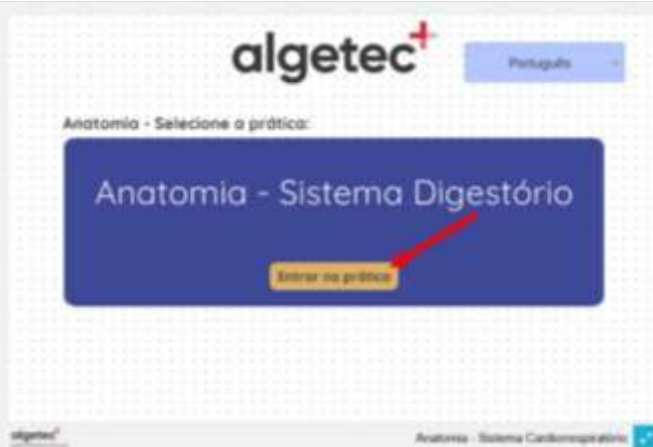 algetec+
Português
Anatomia - Selecione a prática:
Anatomia - Sistema Digestório
Entrar na prática
algetec+
Anatomia - Sistema Cardiorrespiratório